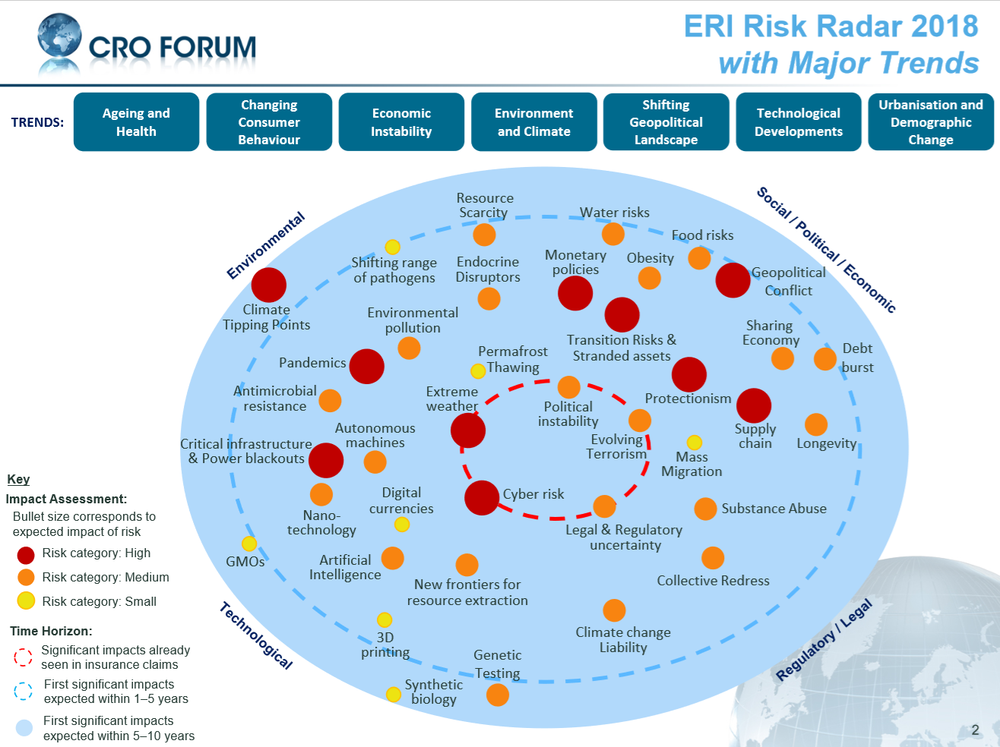 CRO FORUM
ERI Risk Radar 2018
with Major Trends
TRENDS:
Ageing and
Health
Changing
Consumer
Behaviour
Economic
Instability
Environment
and Climate
Shifting
Geopolitical
Landscape
Technological
Developments
Urbanisation and
Demographic
Change
Environmental
Social / Political / Economic
Technological
Regulatory / Legal
Resource
Scarcity
Water risks
Food risks
Shifting range
of pathogens
Endocrine
Disruptors
Monetary
policies
Obesity
Geopolitical
Conflict
Climate
Tipping Points
Environmental
pollution
Transition Risks &
Stranded assets
Sharing
Economy
Debt
burst
Pandemics
Permafrost
Thawing
Antimicrobial
resistance
Extreme
weather
Political
instability
Protectionism
Evolving
Terrorism
Supply
chain
Longevity
Autonomous
machines
Critical infrastructure
& Power blackouts
Mass
Migration
Cyber risk
Digital
currencies
Nano-
technology
Legal & Regulatory
uncertainty
Substance Abuse
GMOs
Artificial
Intelligence
New frontiers for
resource extraction
Collective Redress
3D
printing
Climate change
Liability
Genetic
Testing
Synthetic
biology
Key
Impact Assessment:
Bullet size corresponds to
expected impact of risk
Risk category: High
Risk category: Medium
Risk category: Small
Time Horizon:
Significant impacts already
seen in insurance claims
First significant impacts
expected within 1–5 years
First significant impacts
expected within 5–10 years
2